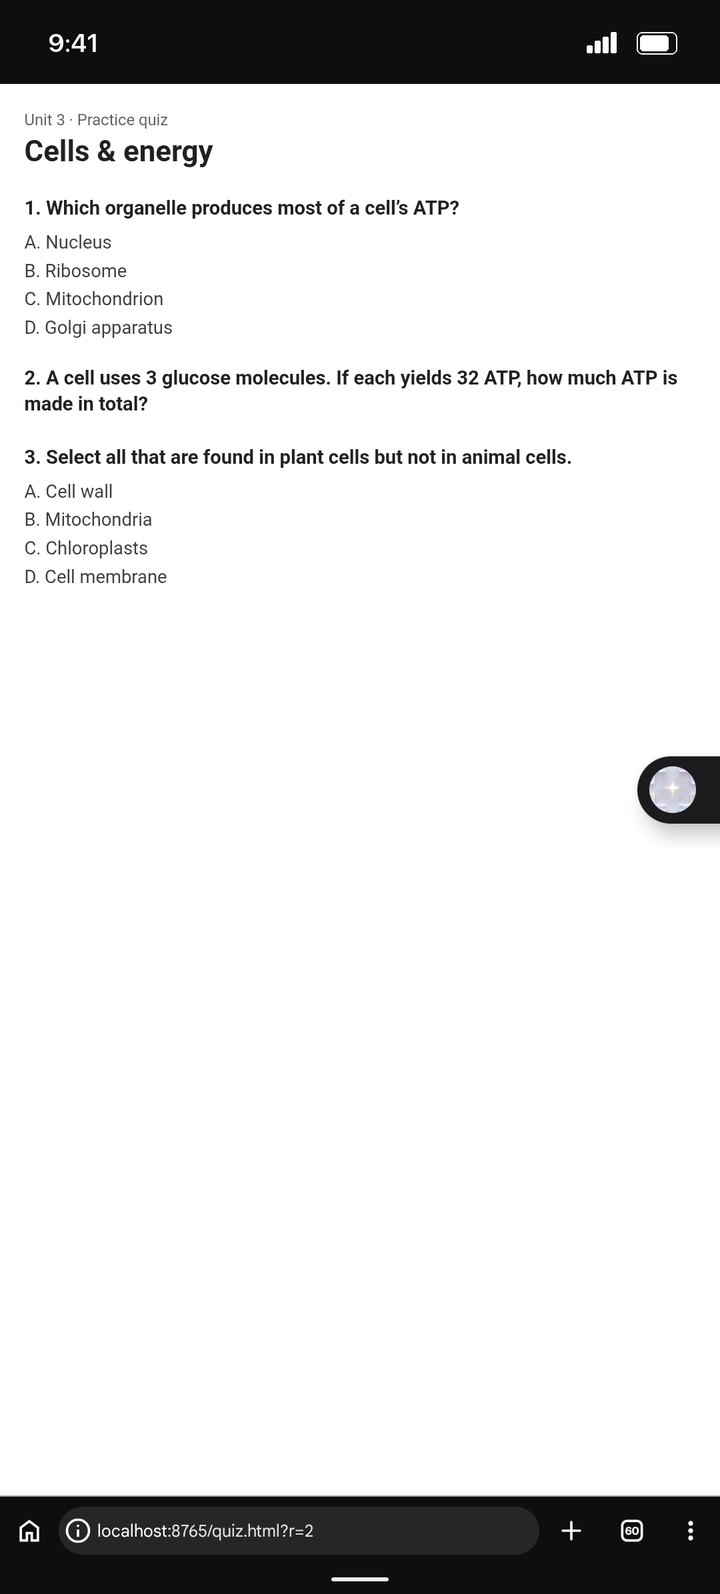 9:41
Unit 3 · Practice quiz
Cells & energy
1. Which organelle produces most of a cell’s ATP?
A. Nucleus
B. Ribosome
C. Mitochondrion
D. Golgi apparatus
2. A cell uses 3 glucose molecules. If each yields 32 ATP, how much ATP is
made in total?
3. Select all that are found in plant cells but not in animal cells.
A. Cell wall
B. Mitochondria
C. Chloroplasts
D. Cell membrane
localhost:8765/quiz.html?r=2
60